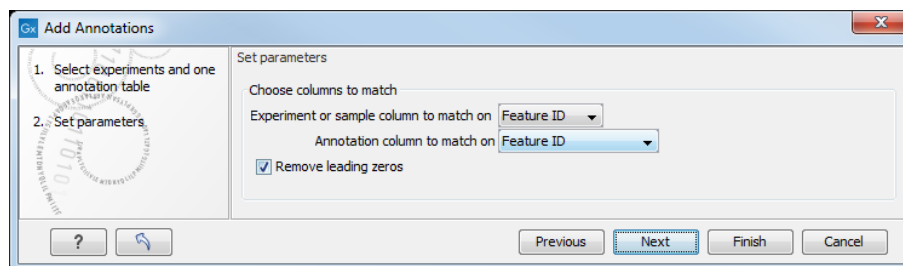 Gx Add Annotations
X
1. Select experiments and one
annotation table
2. Set parameters
Set parameters
Choose columns to match
Experiment or sample column to match on Feature ID
Annotation column to match on Feature ID
Remove leading zeros
? Previous Next Finish Cancel